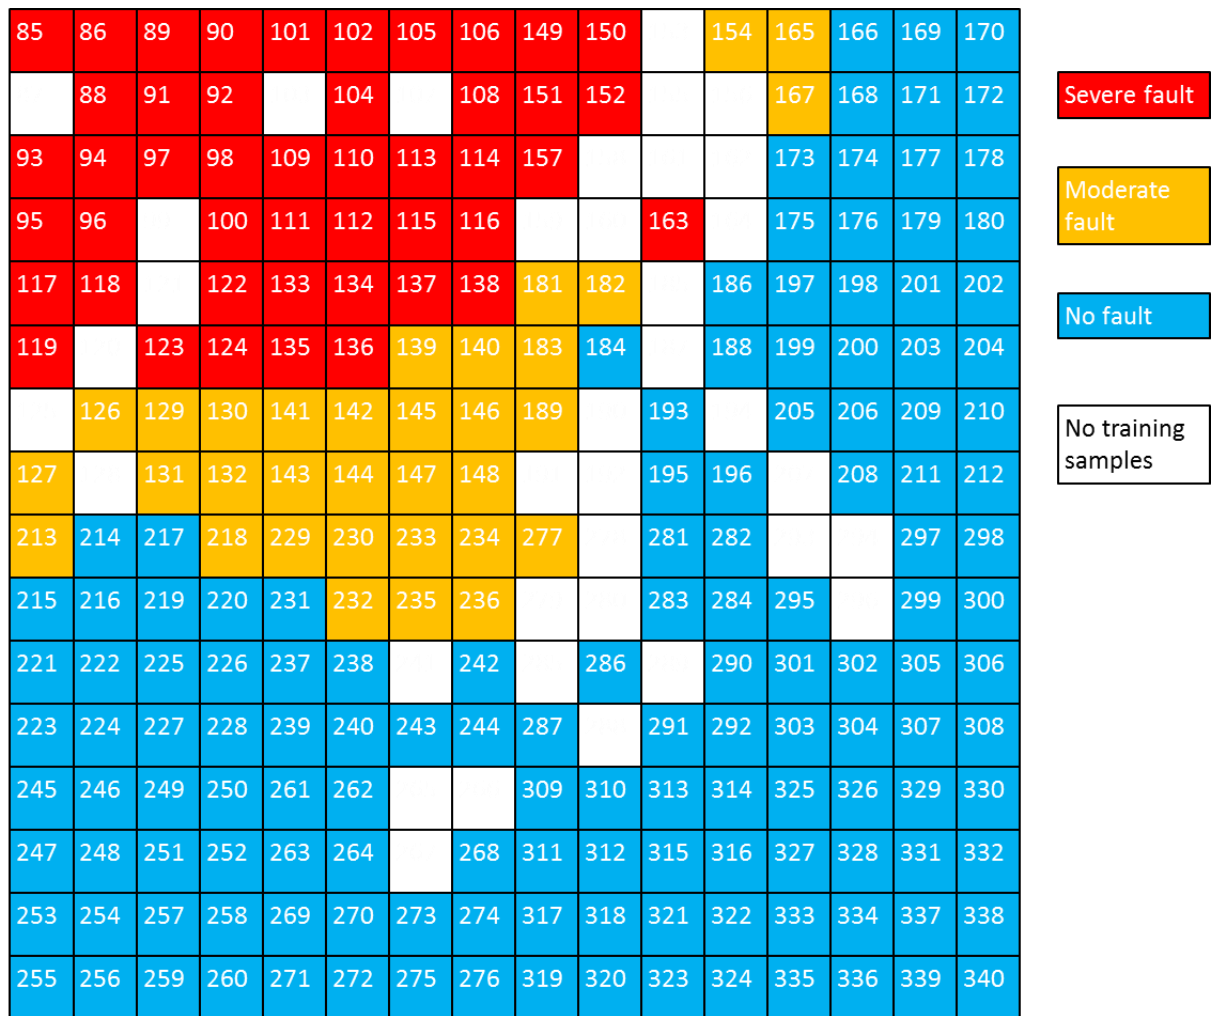 85 86 89 90 101 102 105 106 149 150 154 165 166 169 170
88 91 92 104 108 151 152 167 168 171 172
Severe fault
93 94 97 98 109 110 113 114 157 173 174 177 178
Moderate
fault
95 96 100 111 112 115 116 163 175 176 179 180
117 118 122 133 134 137 138 181 182 186 197 198 201 202
No fault
119 123 124 135 136 139 140 183 184 188 199 200 203 204
126 129 130 141 142 145 146 189 193 205 206 209 210
No training
samples
127 131 132 143 144 147 148 195 196 208 211 212
213 214 217 218 229 230 233 234 277 281 282 297 298
215 216 219 220 231 232 235 236 283 284 295 299 300
221 222 225 226 237 238 242 286 290 301 302 305 306
223 224 227 228 239 240 243 244 287 291 292 303 304 307 308
245 246 249 250 261 262 309 310 313 314 325 326 329 330
247 248 251 252 263 264 268 311 312 315 316 327 328 331 332
253 254 257 258 269 270 273 274 317 318 321 322 333 334 337 338
255 256 259 260 271 272 275 276 319 320 323 324 335 336 339 340